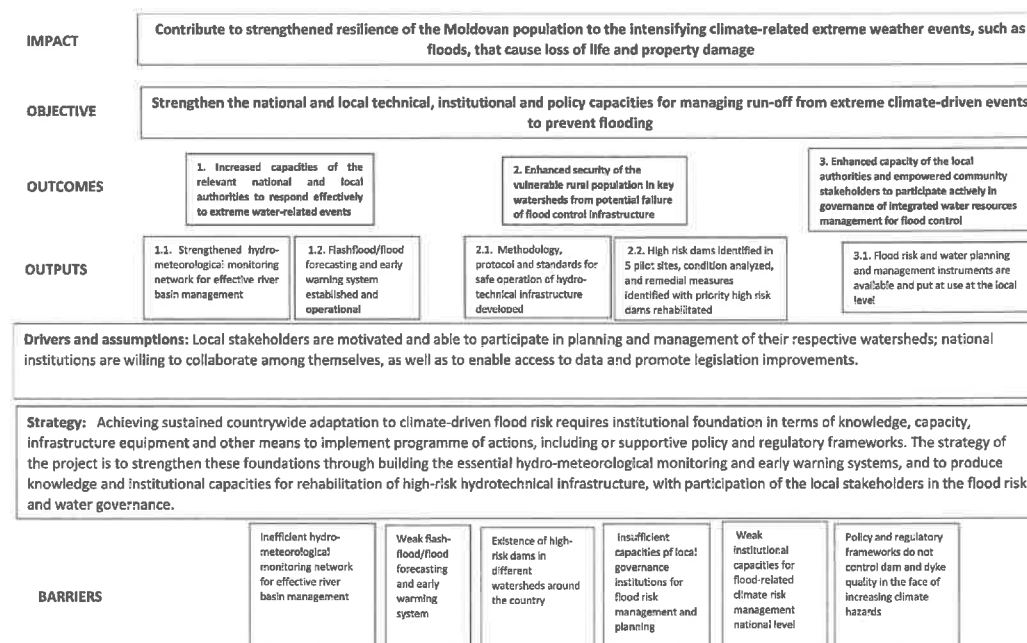 IMPACT
Contribute to strengthened resilience of the Moldovan population to the intensifying climate-related extreme weather events, such as
floods, that cause loss of life and property damage
OBJECTIVE
Strengthen the national and local technical, institutional and policy capacities for managing run-off from extreme climate-driven events
to prevent flooding
OUTCOMES
1. Increased capacities of the
relevant national and local
authorities to respond effectively
to extreme water-related events
2. Enhanced security of the
vulnerable rural population in key
watersheds from potential failure
of flood control infrastructure
3. Enhanced capacity of the local
authorities and empowered community
stakeholders to participate actively in
governance of integrated water resources
management for flood control
OUTPUTS
1.1. Strengthened hydro-
meteorological monitoring
network for effective river
basin management
1.2. Flashflood/flood
forecasting and early
warning system
established and
operational
2.1. Methodology,
protocol and standards for
safe operation of hydro-
technical infrastructure
developed
2.2. High risk dams identified in
5 pilot sites, condition analyzed,
and remedial measures
identified with priority high risk
dams rehabilitated
3.1. Flood risk and water planning
and management instruments are
available and put at use at the local
level
Drivers and assumptions: Local stakeholders are motivated and able to participate in planning and management of their respective watersheds; national
institutions are willing to collaborate among themselves, as well as to enable access to data and promote legislation improvements.
Strategy: Achieving sustained countrywide adaptation to climate-driven flood risk requires institutional foundation in terms of knowledge, capacity,
infrastructure equipment and other means to implement programme of actions, including or supportive policy and regulatory frameworks. The strategy of
the project is to strengthen these foundations through building the essential hydro-meteorological monitoring and early warning systems, and to produce
knowledge and institutional capacities for rehabilitation of high-risk hydrotechnical infrastructure, with participation of the local stakeholders in the flood risk
and water governance.
BARRIERS
Inefficient hydro-
meteorological
monitoring network
for effective river
basin management
Weak flash-
flood/flood
forecasting
and early
warming
system
Existence of high-
risk dams in
different
watersheds around
the country
Insufficient
capacities pf local
governance
institutions for
flood risk
management and
planning
Weak
institutional
capacities for
flood-related
climate risk
management
national level
Policy and regulatory
frameworks do not
control dam and dyke
quality in the face of
increasing climate
hazards